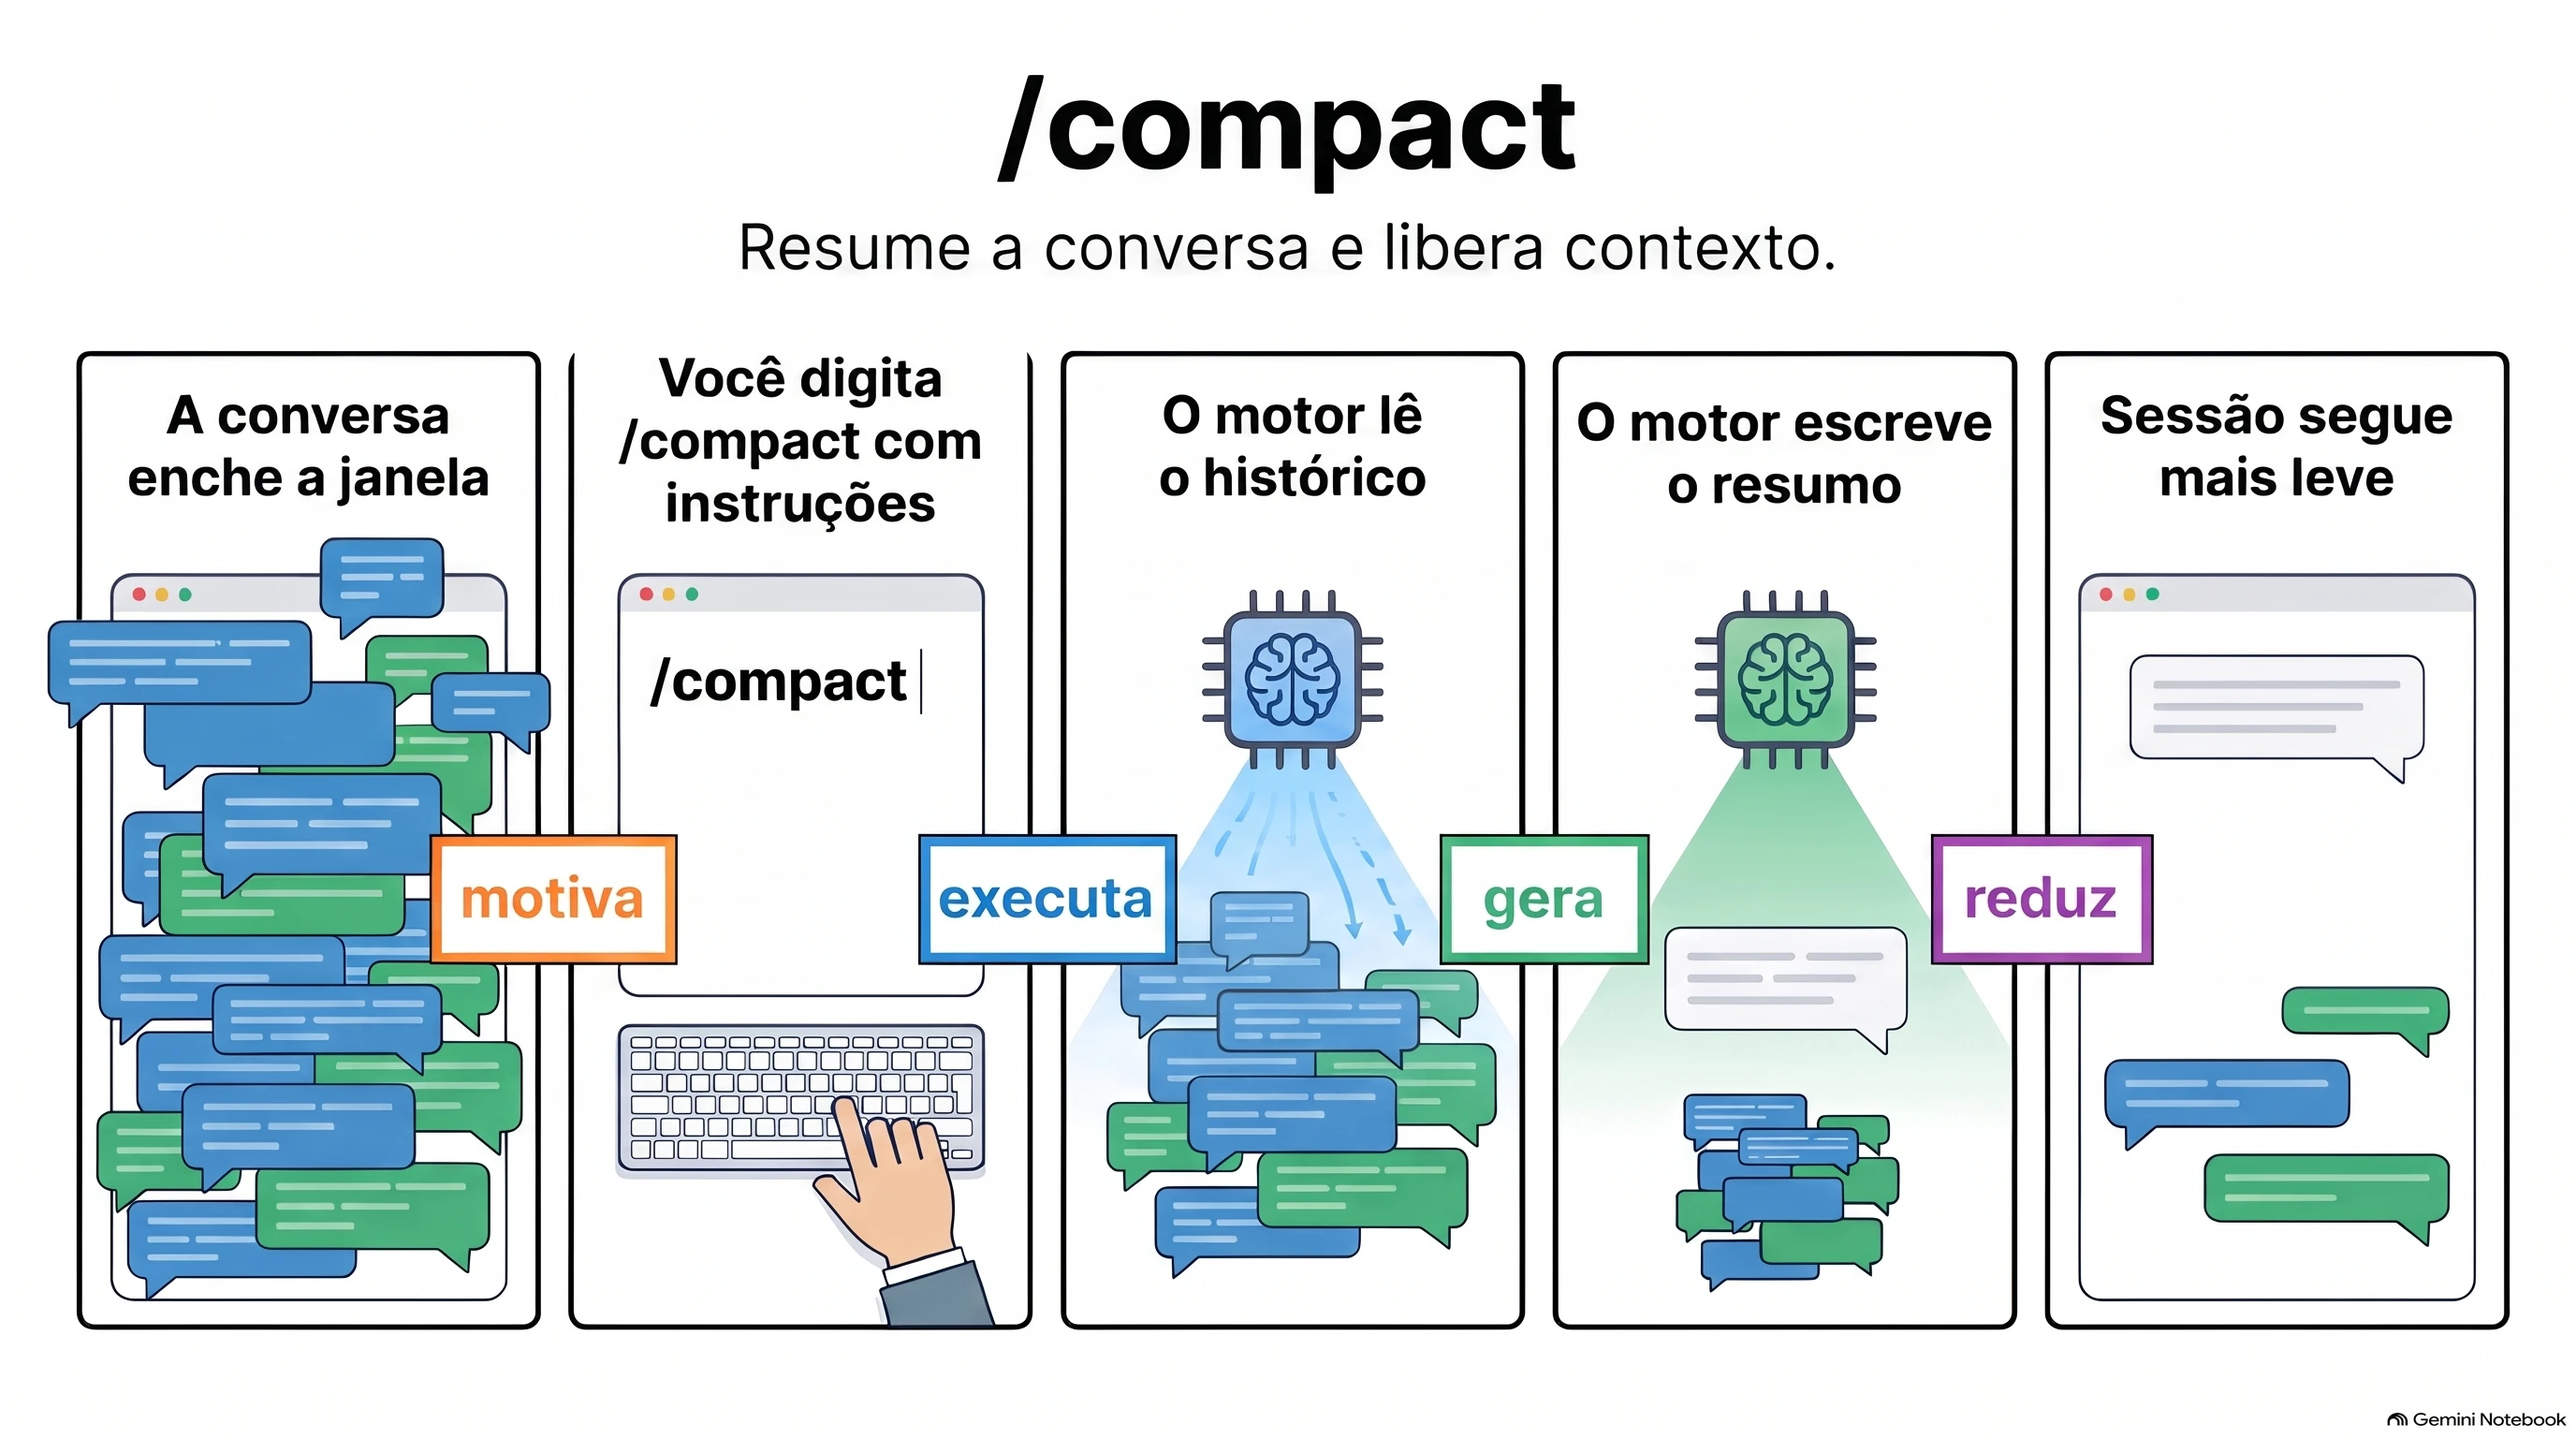 /compact
Resume a conversa e libera contexto.
A conversa
enche a janela
Você digita
/compact com
instruções
/compact
O motor lê
o histórico
O motor escreve
o resumo
Sessão segue
mais leve
motiva
executa
gera
reduz
Gemini Notebook